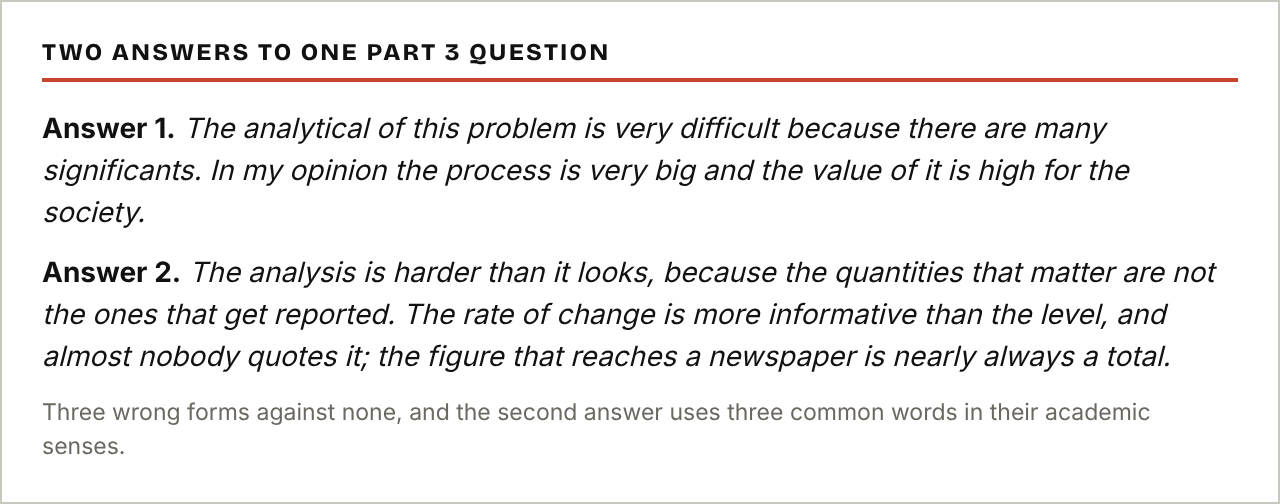 TWO ANSWERS TO ONE PART 3 QUESTION
Answer 1. The analytical of this problem is very difficult because there are many
significants. In my opinion the process is very big and the value of it is high for the
society.
Answer 2. The analysis is harder than it looks, because the quantities that matter are not
the ones that get reported. The rate of change is more informative than the level, and
almost nobody quotes it; the figure that reaches a newspaper is nearly always a total.
Three wrong forms against none, and the second answer uses three common words in their academic
senses.